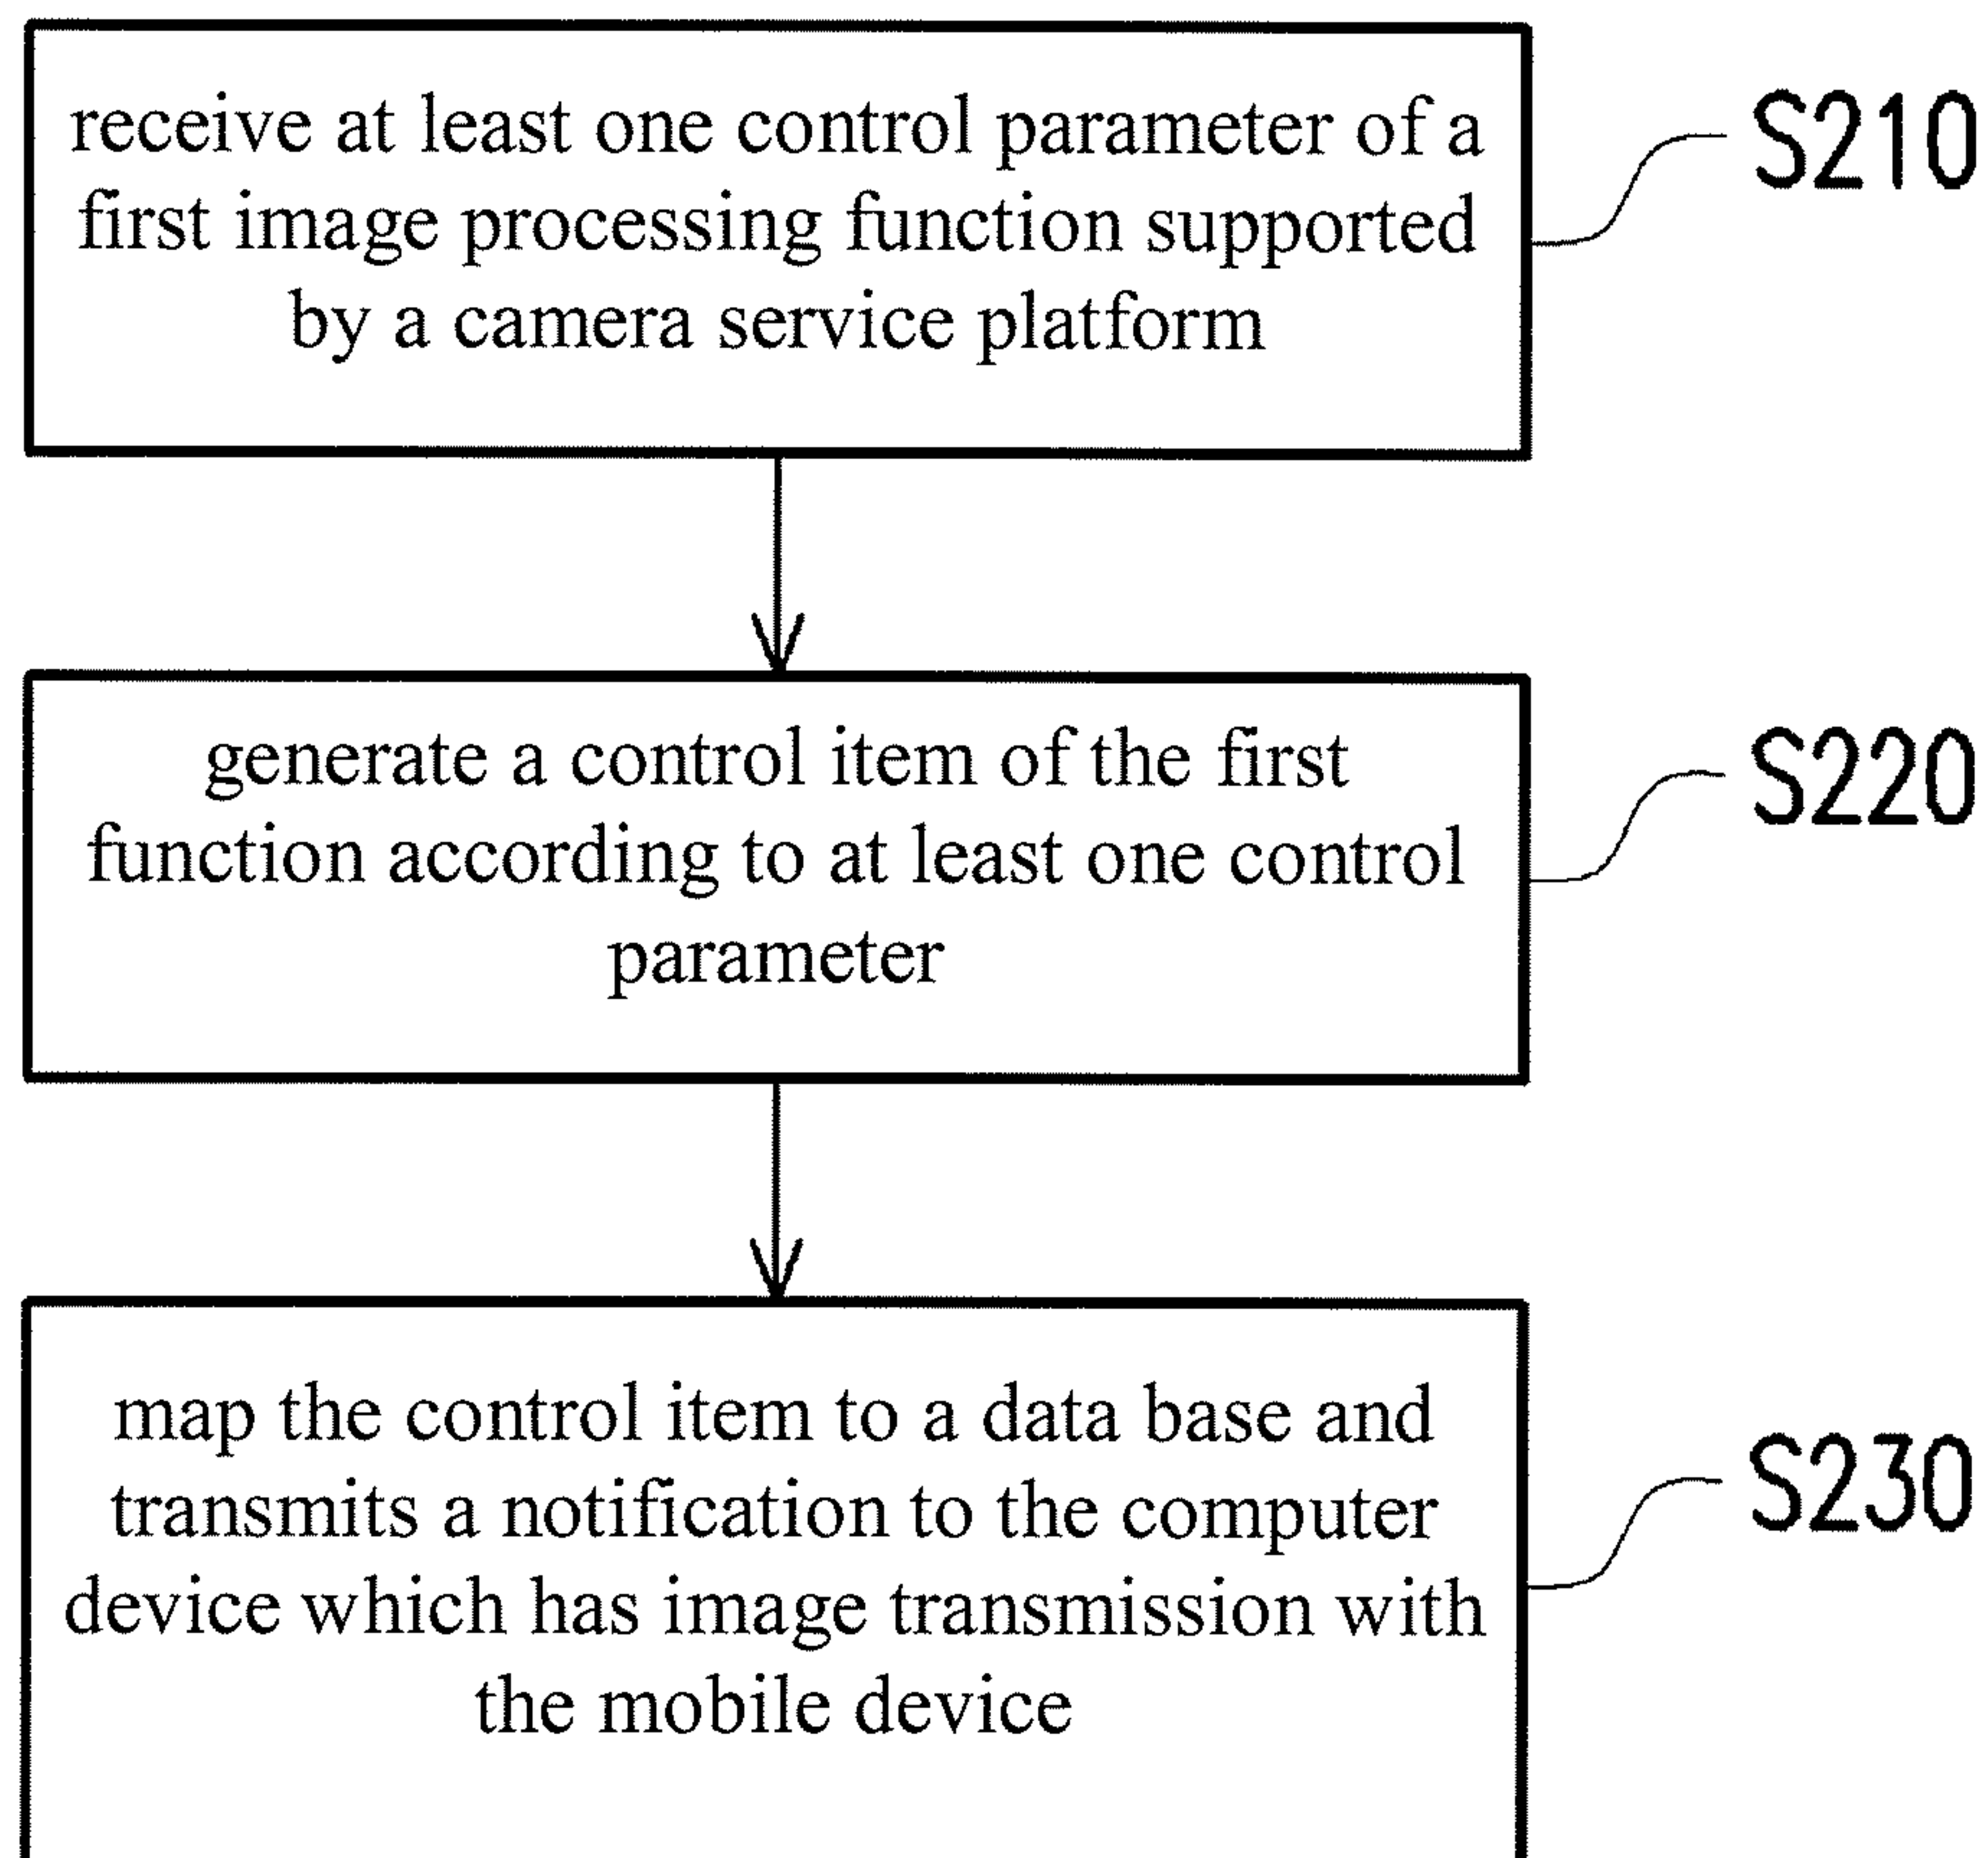 receive at least one control parameter of a
first image processing function supported
by a camera service platform
S210
generate a control item of the first
function according to at least one control
parameter
S220
map the control item to a data base and
transmits a notification to the computer
device which has image transmission with
the mobile device
S230